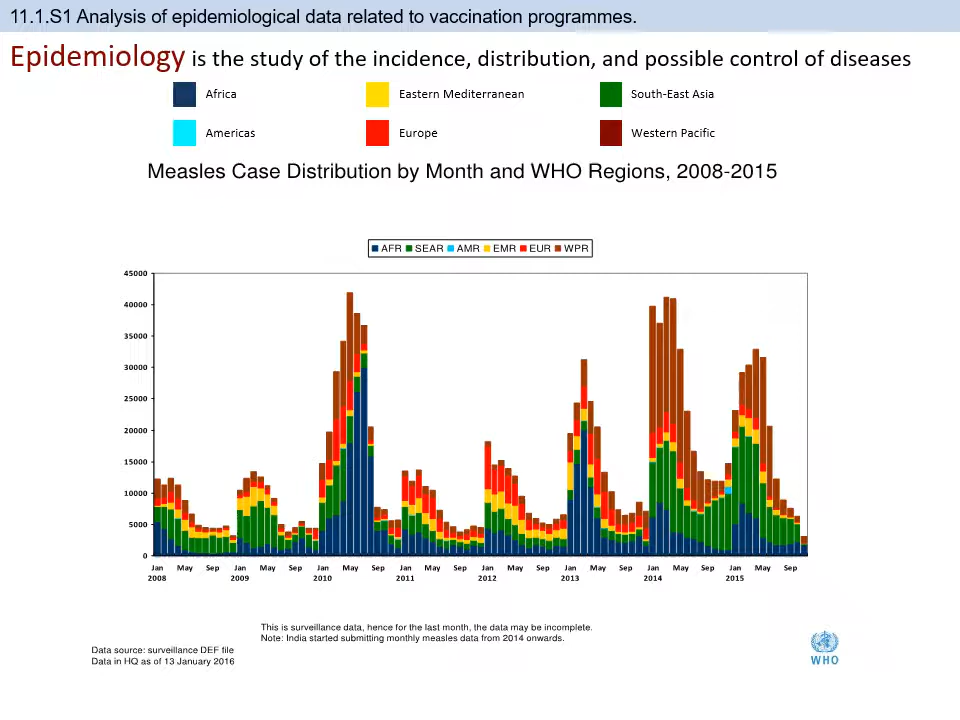 11.1.S1 Analysis of epidemiological data related to vaccination programmes.
Epidemiology is the study of the incidence, distribution, and possible control of diseases
Africa Eastern Mediterranean South-East Asia
Americas Europe Western Pacific
Measles Case Distribution by Month and WHO Regions, 2008-2015
AFR SEAR AMR EMR EUR WPR
45000
40000
35000
30000
25000
20000
15000
10000
5000
0
Jan May Sep Jan May Sep Jan May Sep Jan May Sep Jan May Sep Jan May Sep Jan May Sep Jan May Sep
2008 2009 2010 2011 2012 2013 2014 2015
This is surveillance data, hence for the last month, the data may be incomplete.
Note: India started submitting monthly measles data from 2014 onwards.
Data source: surveillance DEF file
Data in HQ as of 13 January 2016
WHO